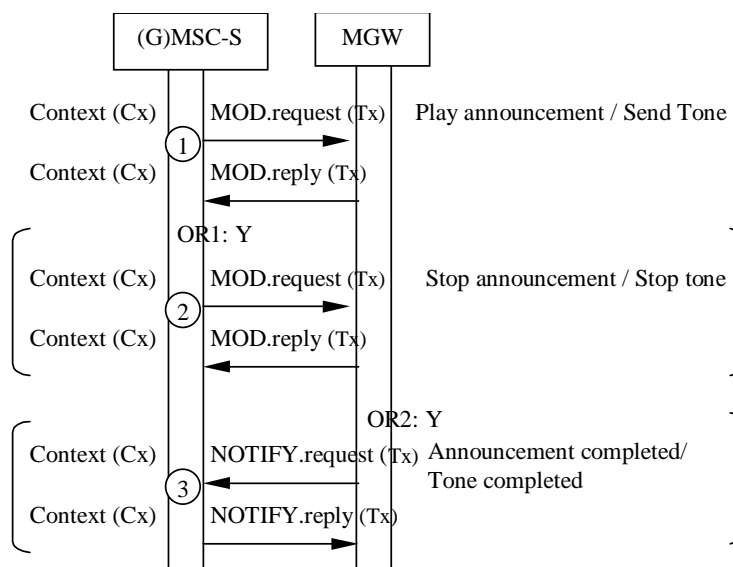 (G)MSC-S MGW
Context (Cx) MOD.request (Tx) Play announcement / Send Tone
1
Context (Cx) MOD.reply (Tx)
OR1: Y
Context (Cx) MOD.request (Tx) Stop announcement / Stop tone
2
Context (Cx) MOD.reply (Tx)
OR2: Y
Context (Cx) NOTIFY.request (Tx) Announcement completed/
3 Tone completed
Context (Cx) NOTIFY.reply (Tx)